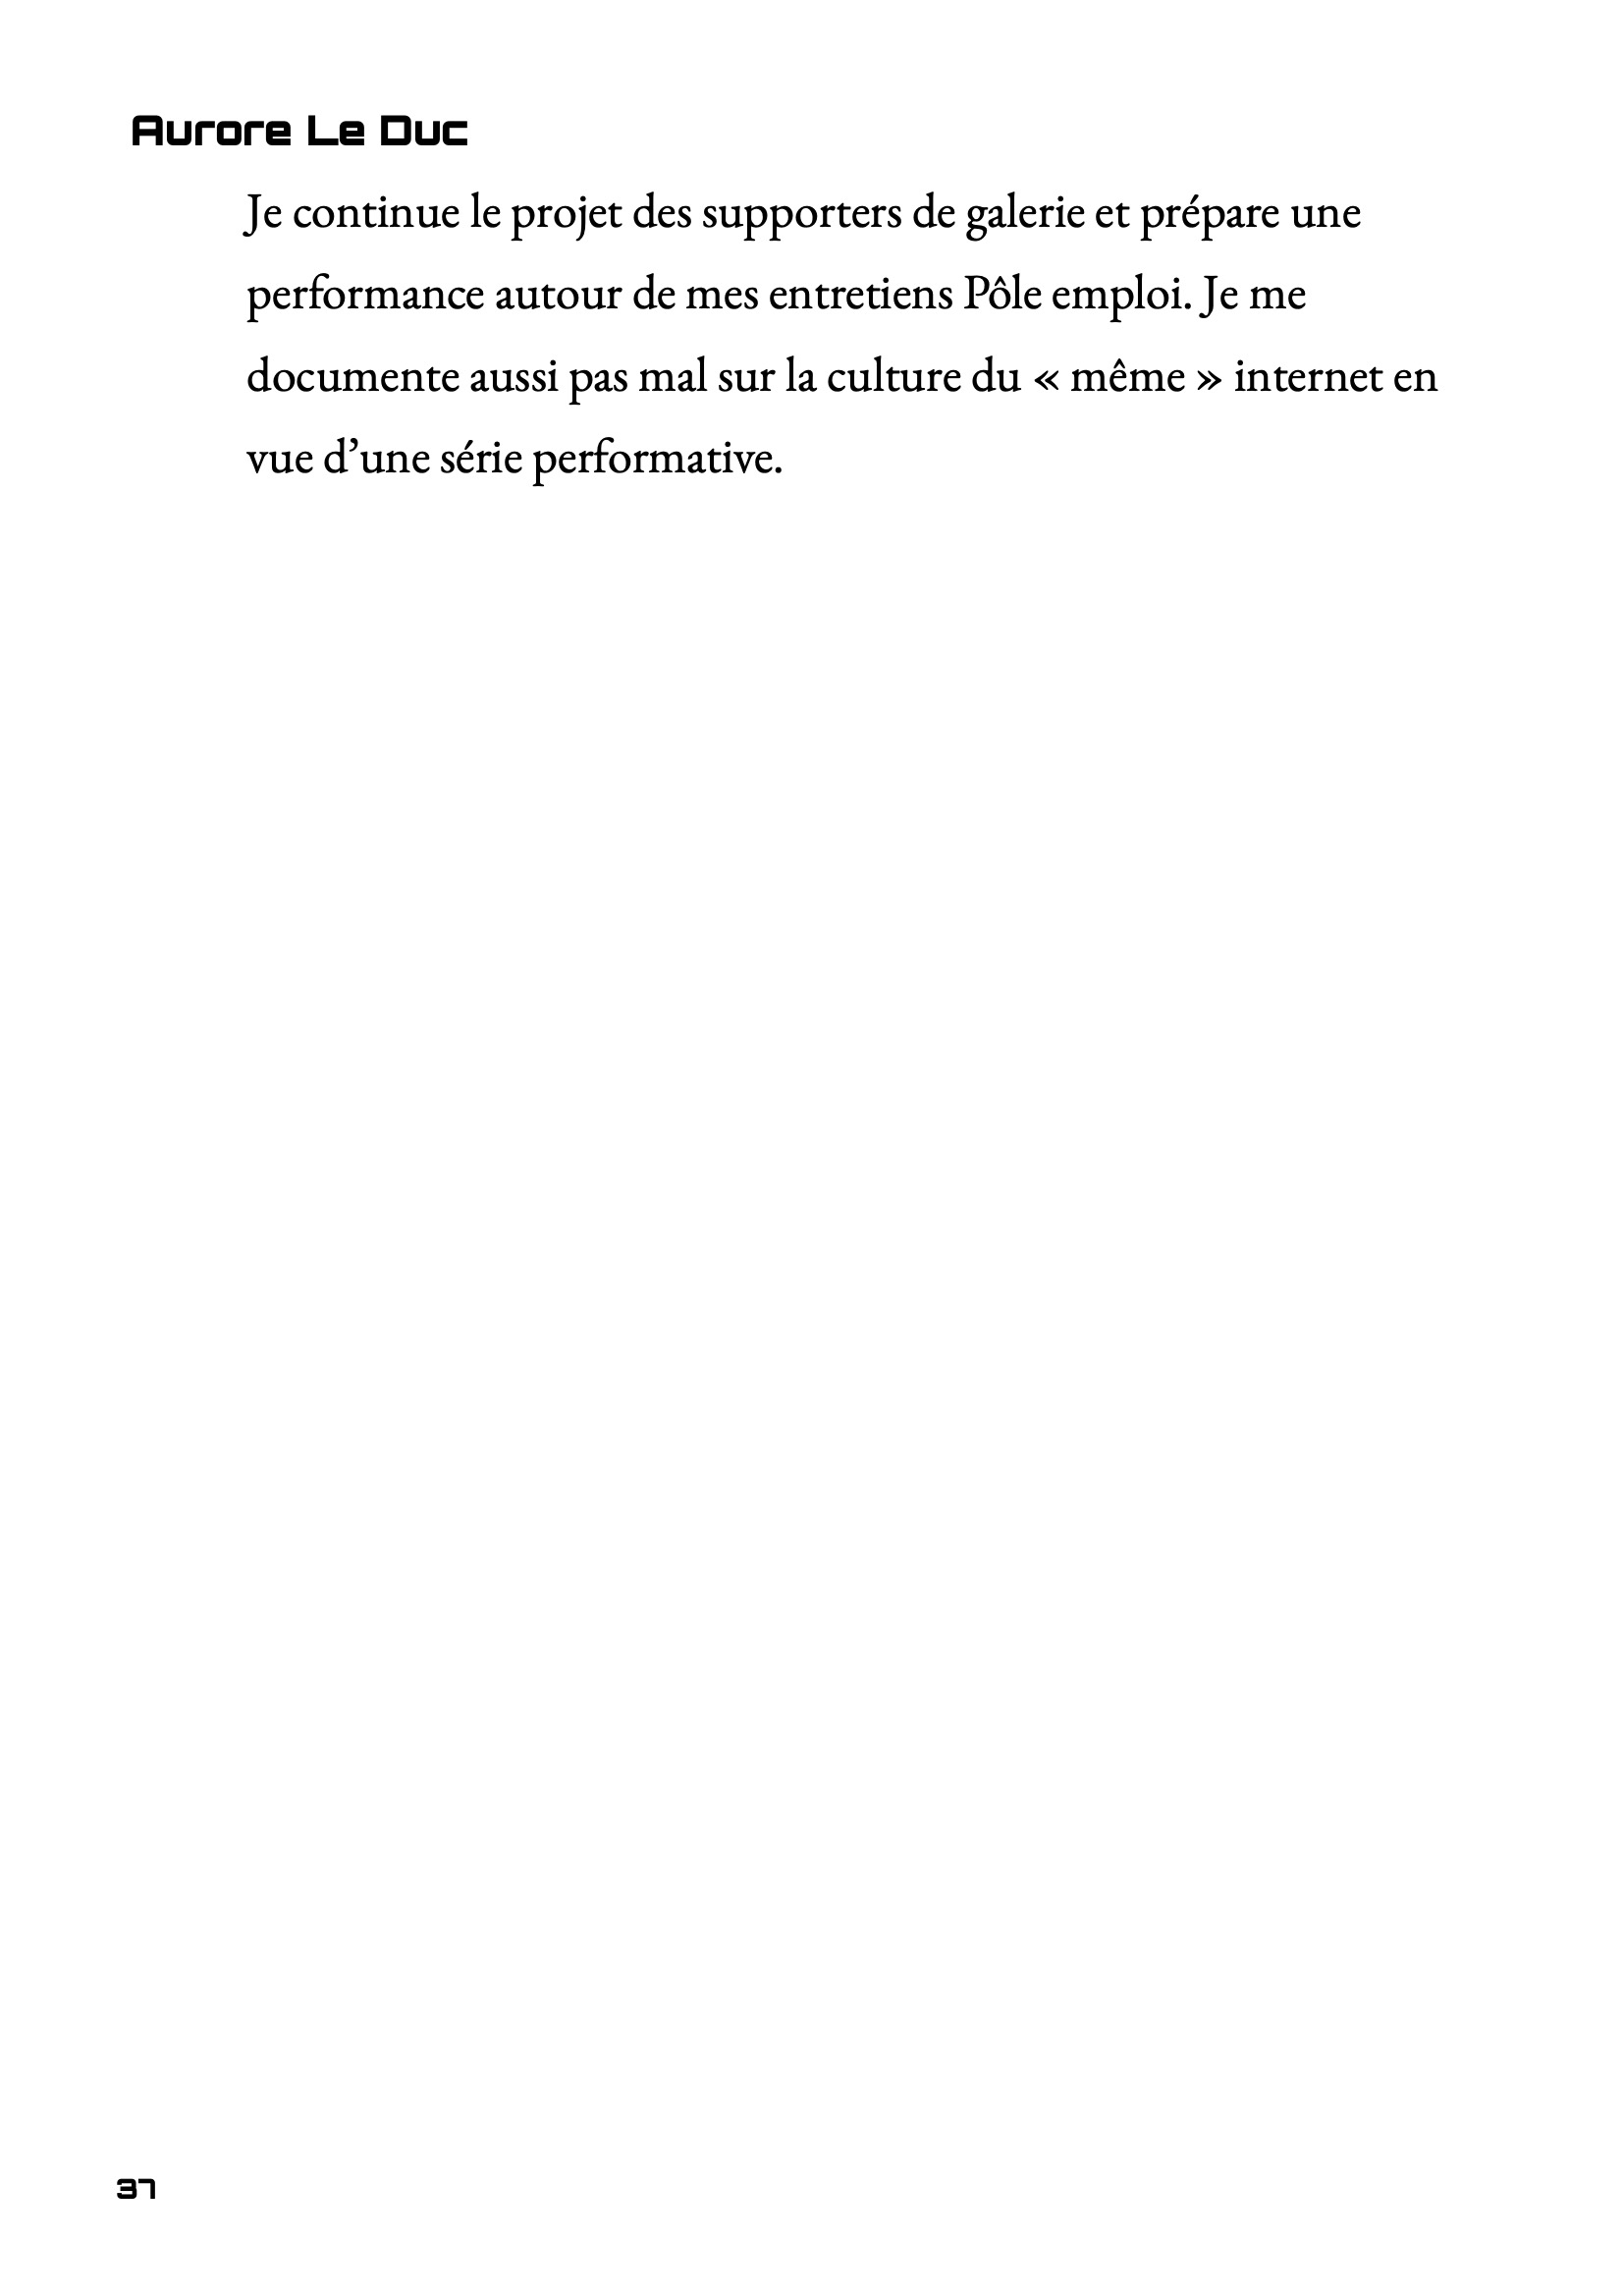 Aurore Le Duc
Je continue le projet des supporters de galerie et prépare une
performance autour de mes entretiens Pôle emploi. Je me
documente aussi pas mal sur la culture du « même » internet en
vue d’une série performative.
37